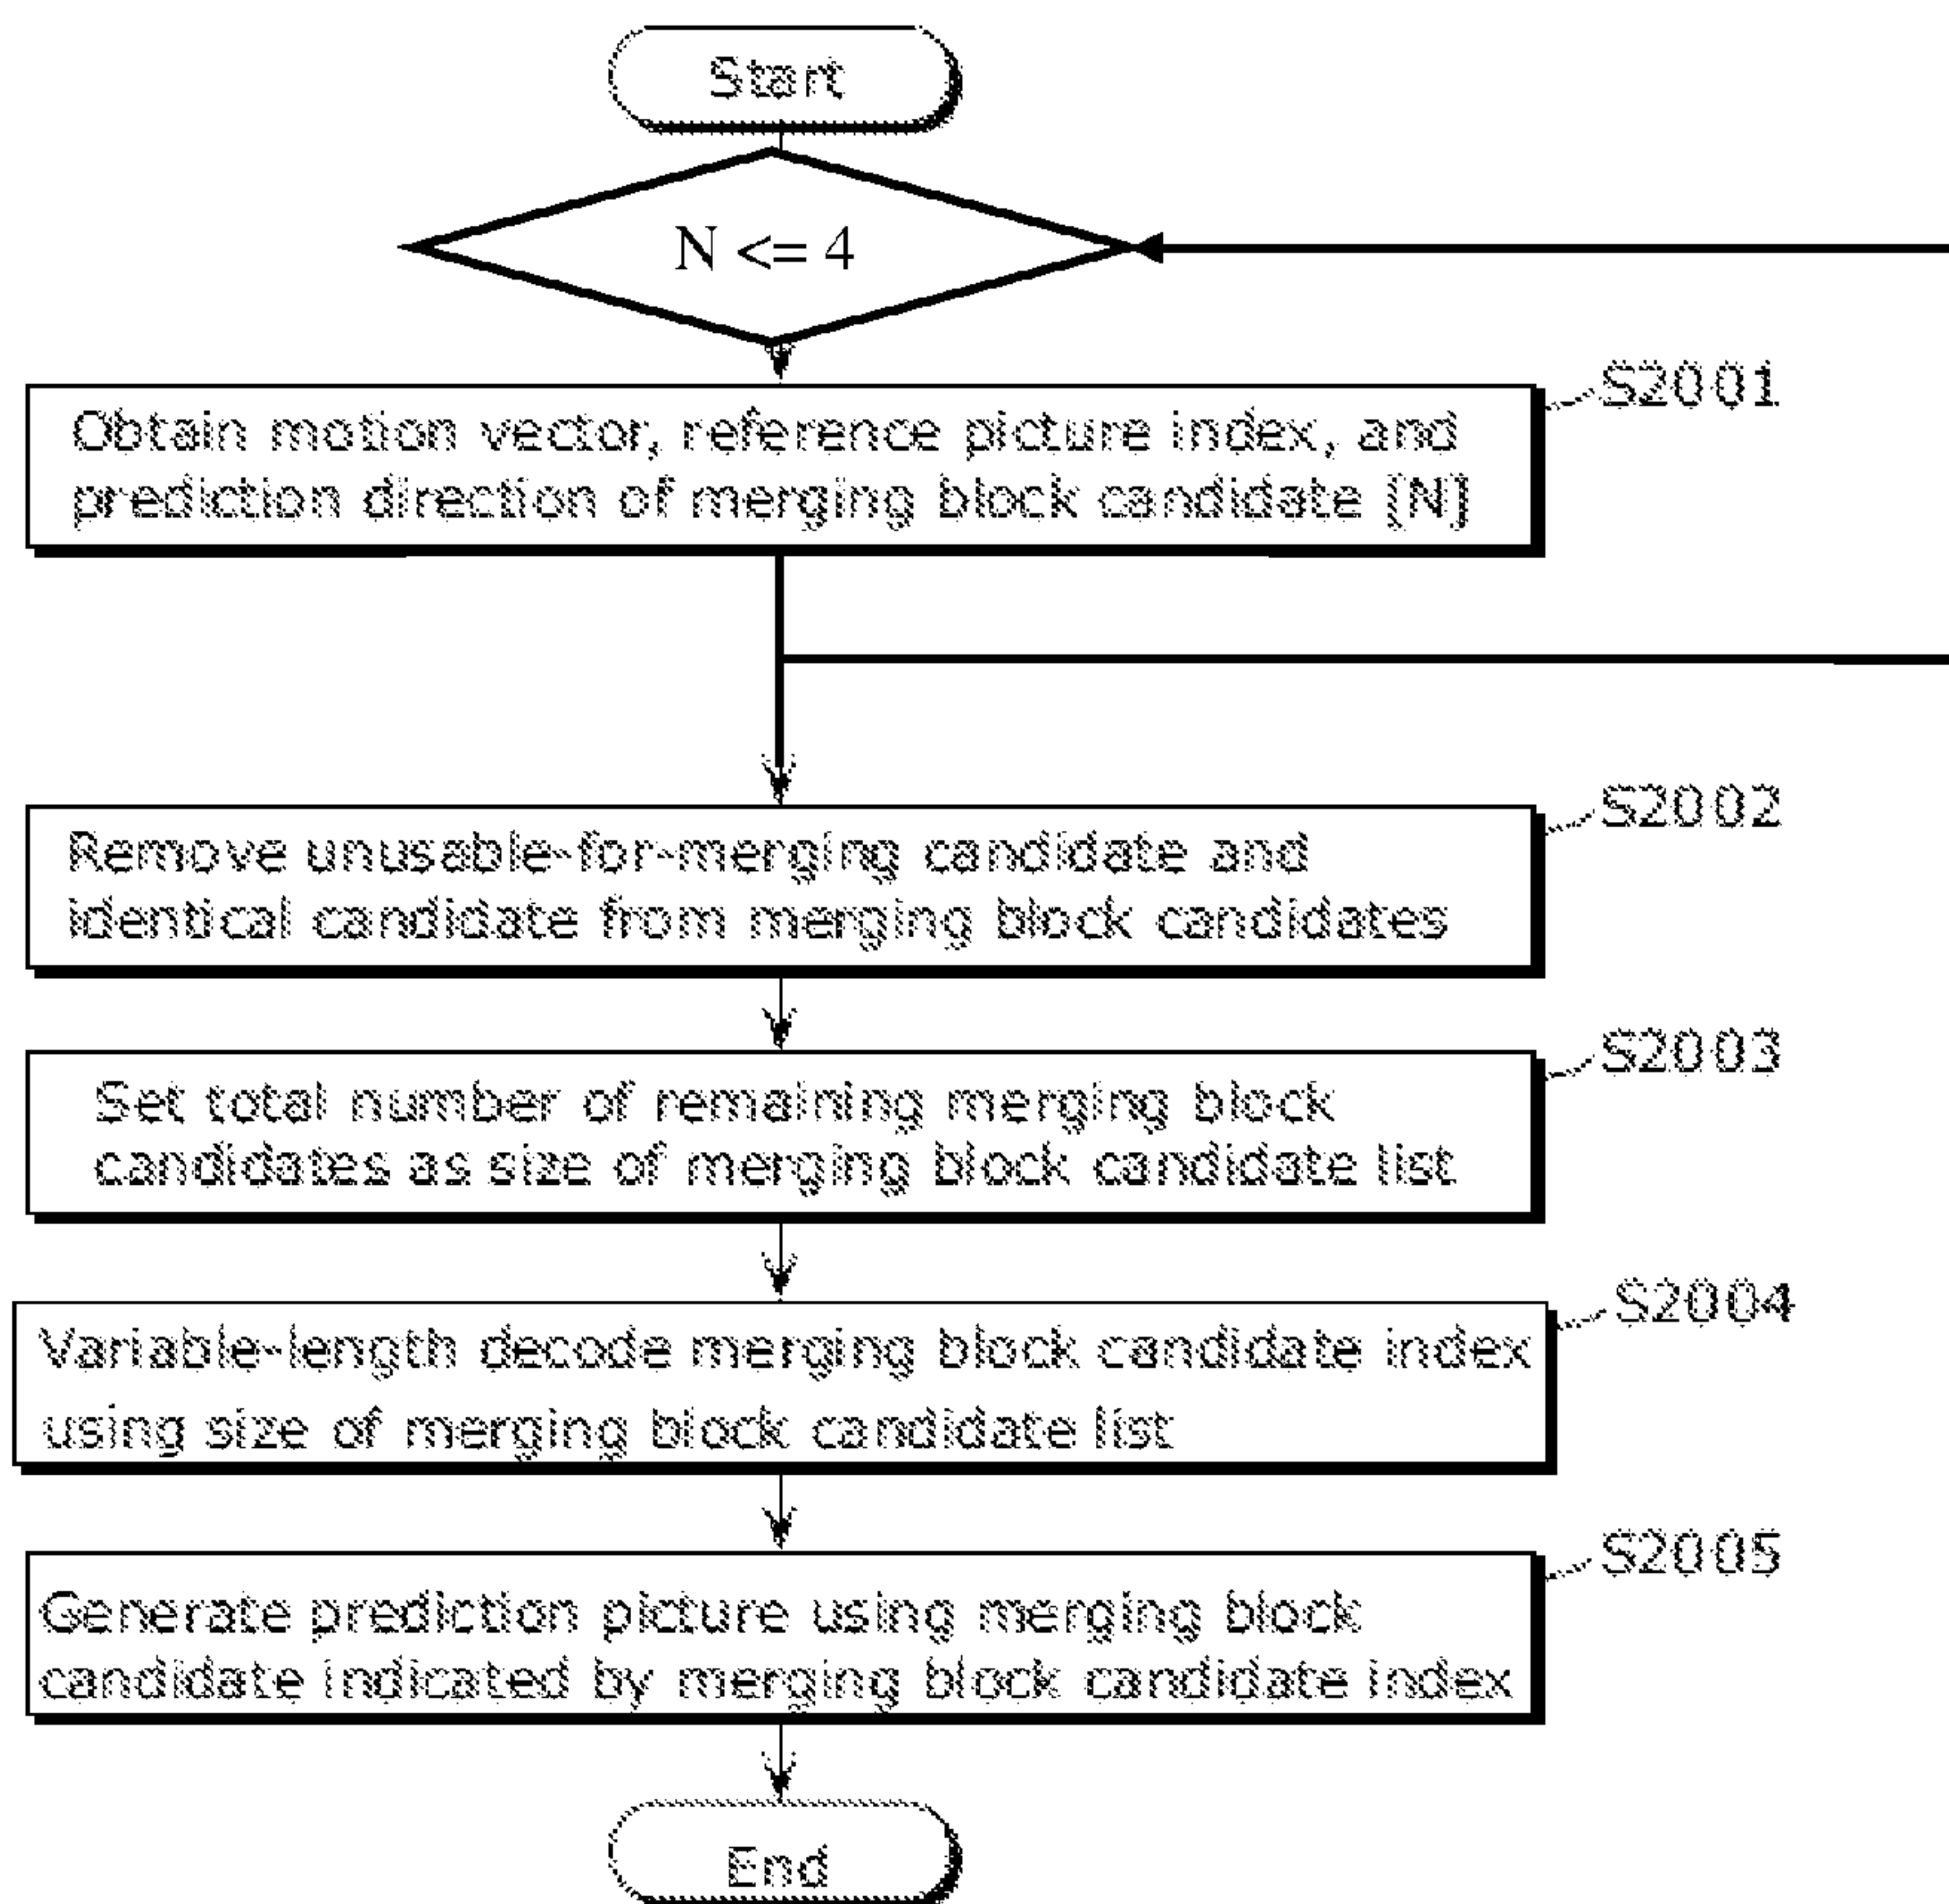 Start
N <= 4
S2001
Obtain motion vector, reference picture index, and
prediction direction of merging block candidate [N]
S2002
Remove unusable-for-merging candidate and
identical candidate from merging block candidates
S2003
Set total number of remaining merging block
candidates as size of merging block candidate list
S2004
Variable-length decode merging block candidate index
using size of merging block candidate list
S2005
Generate prediction picture using merging block
candidate indicated by merging block candidate index
End